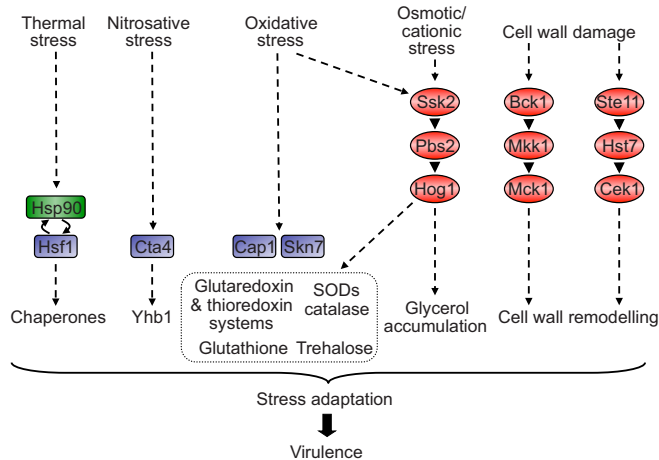 Thermal
stress
Nitrosative
stress
Oxidative
stress
Osmotic/
cationic
stress
Cell wall damage
Ssk2
Bck1
Ste11
Pbs2
Mkk1
Hst7
Hog1
Mck1
Cek1
Hsp90
Hsf1
Cta4
Cap1
Skn7
Chaperones
Yhb1
Glutaredoxin
& thioredoxin
systems
SODs
catalase
Glutathione
Trehalose
Glycerol
accumulation
Cell wall remodelling
Stress adaptation
Virulence